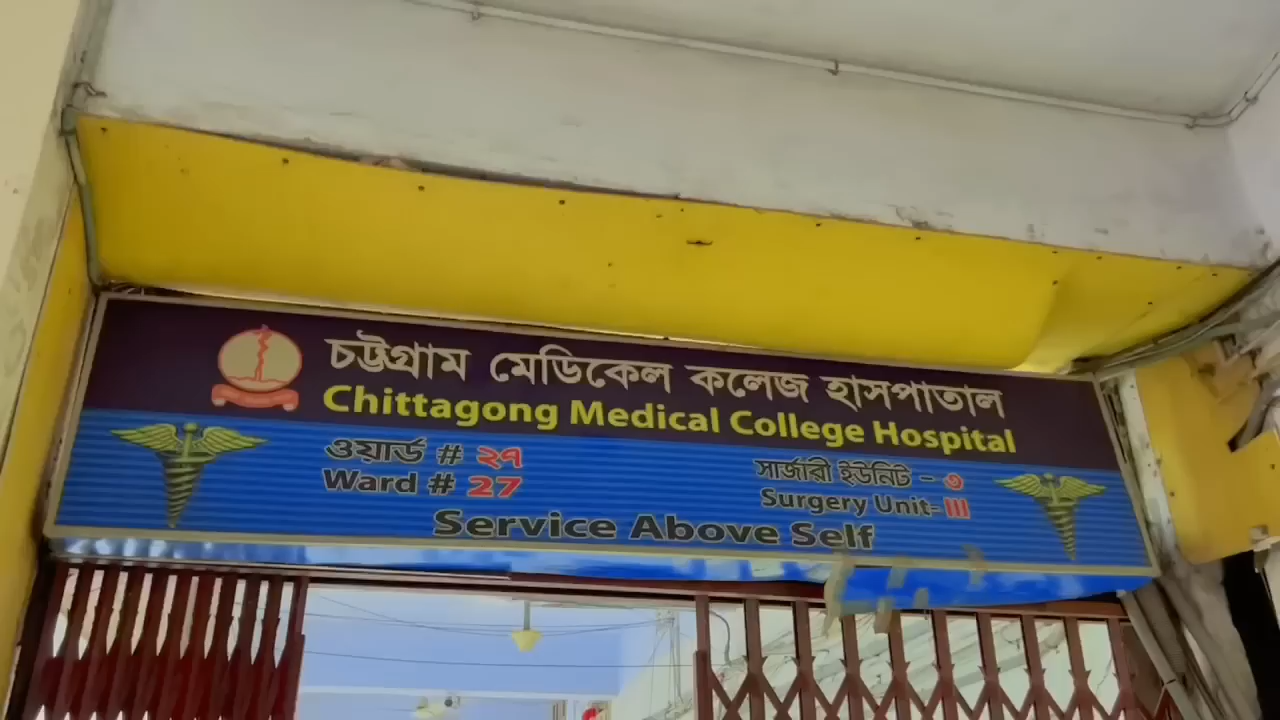 চট্টগ্রাম মেডিকেল কলেজ হাসপাতাল
Chittagong Medical College Hospital
ওয়ার্ড # ২৭
Ward # 27
সার্জারী ইউনিট - ৩
Surgery Unit-III
Service Above Self